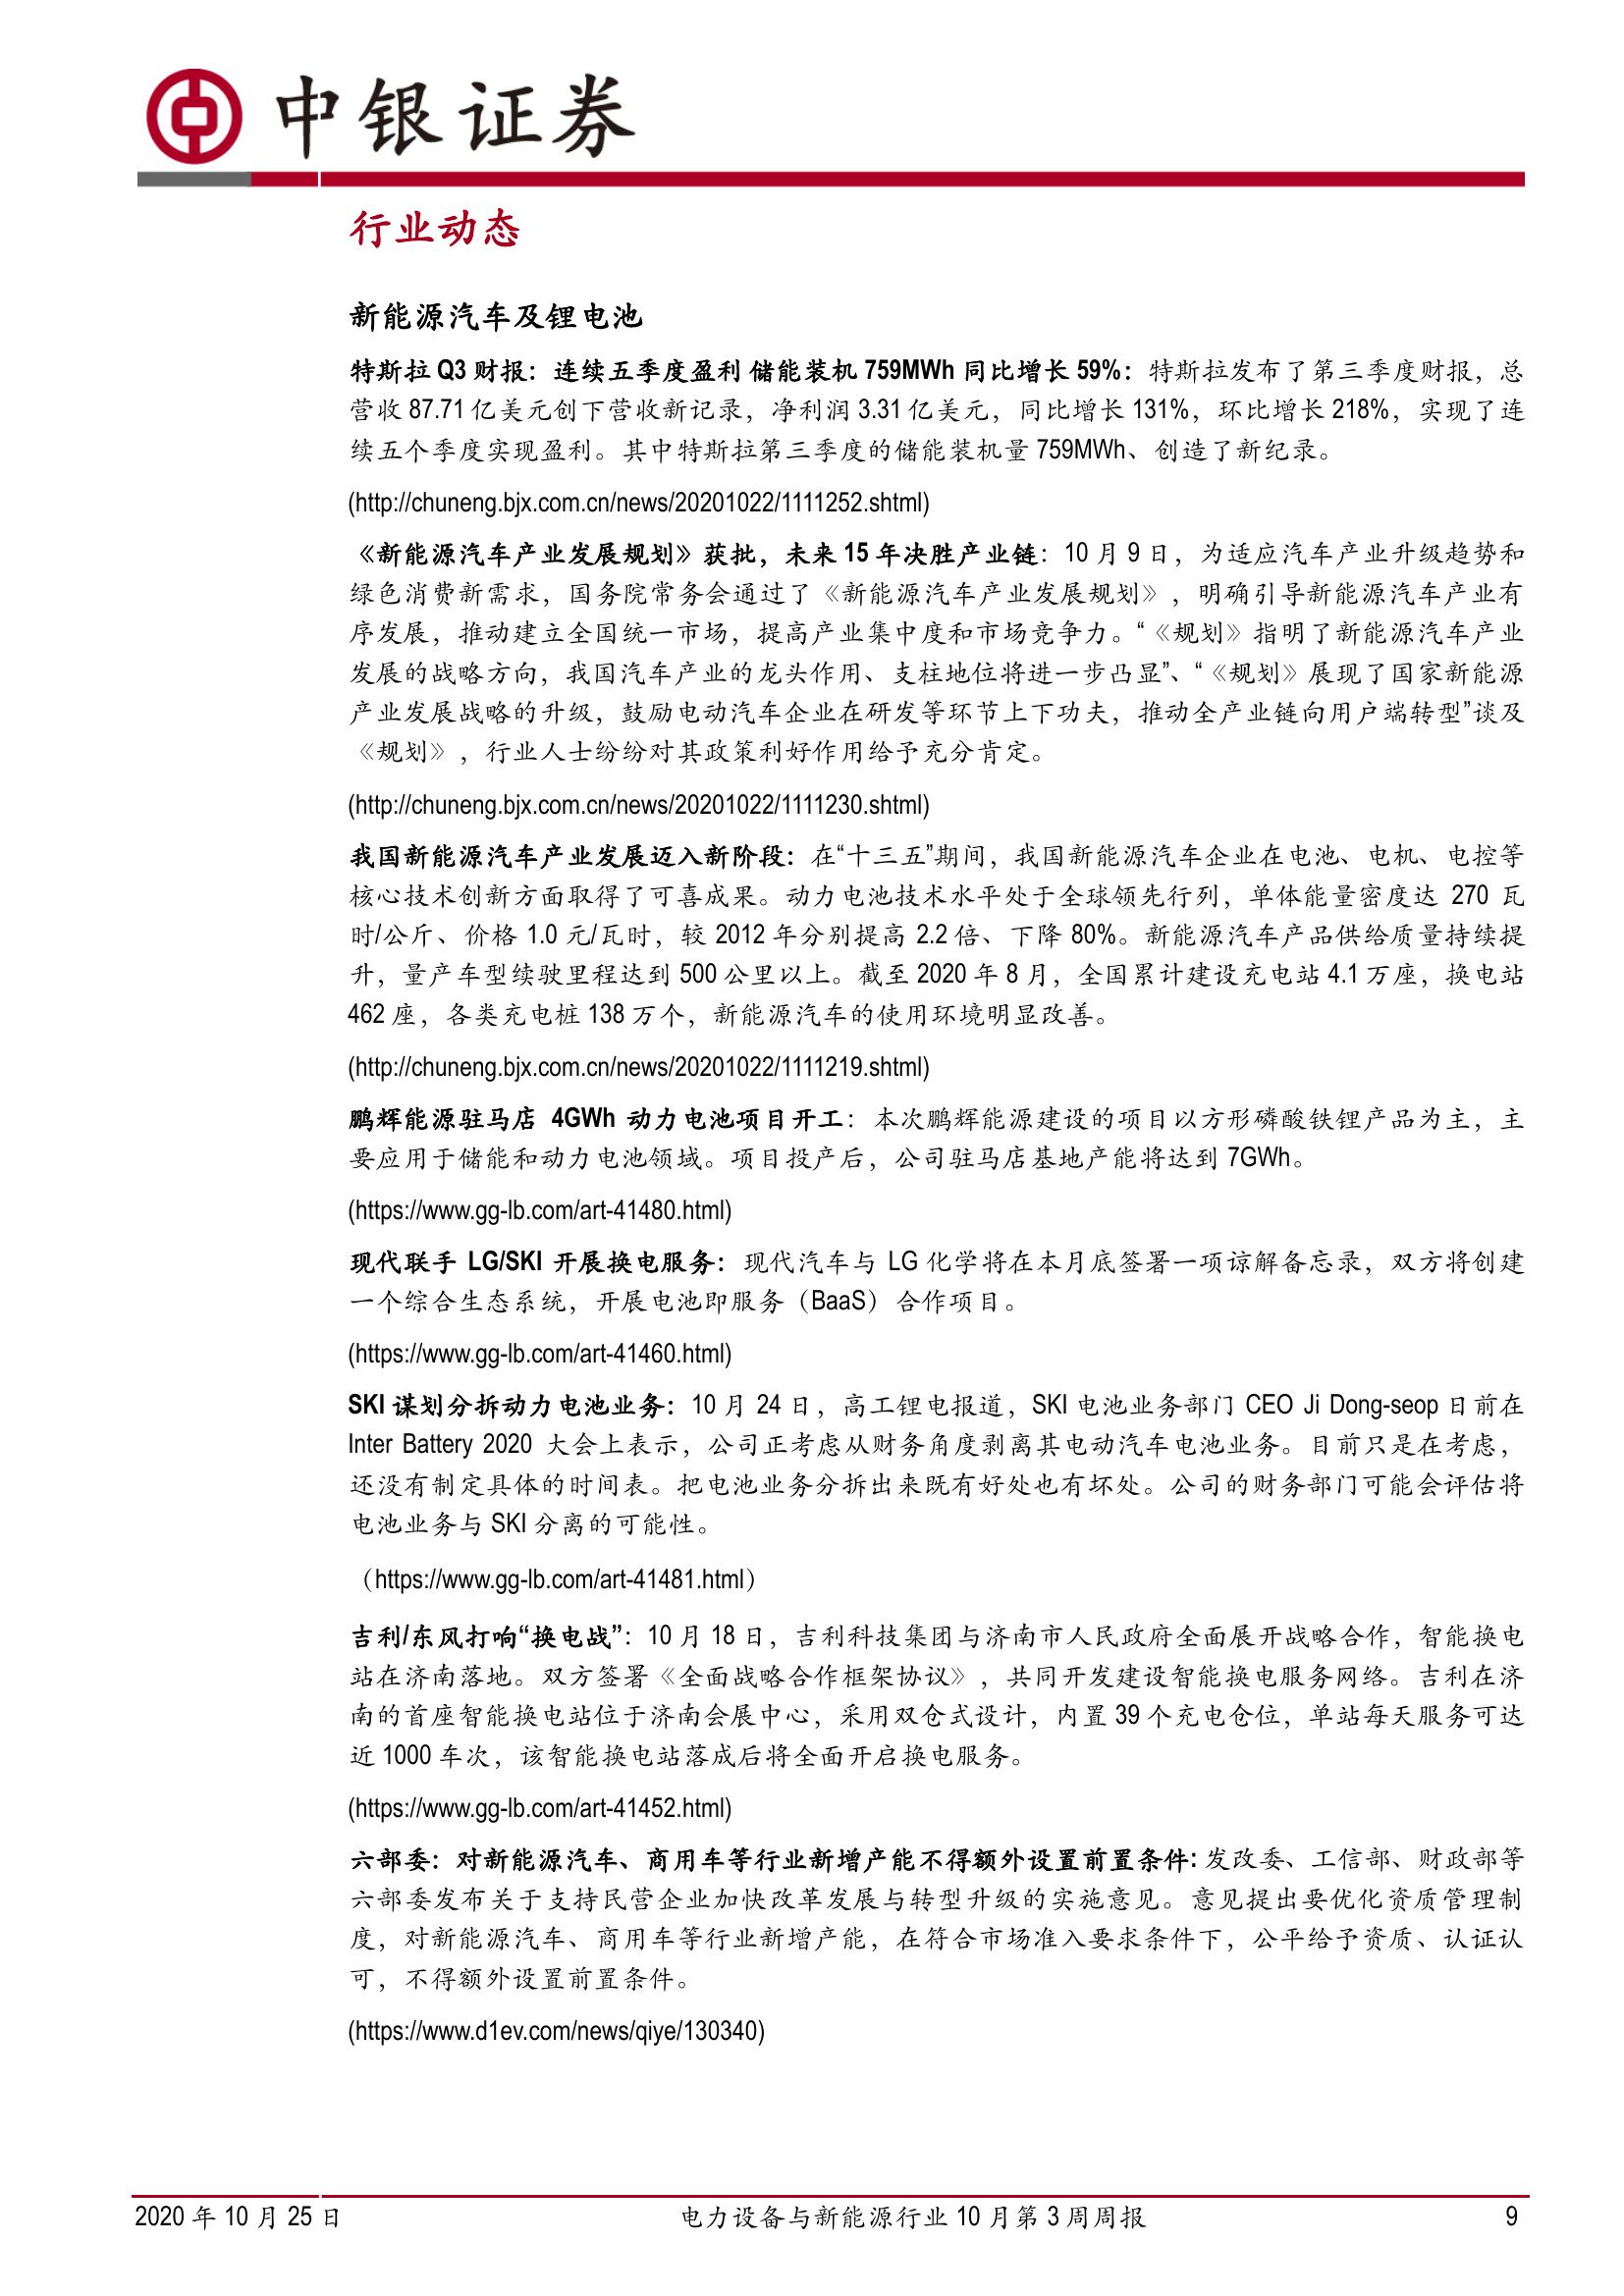 中银证券
行业动态
新能源汽车及锂电池
特斯拉 Q3 财报：连续五季度盈利 储能装机 759MWh 同比增长 59%：特斯拉发布了第三季度财报，总
营收 87.71 亿美元创下营收新记录，净利润 3.31 亿美元，同比增长 131%，环比增长 218%，实现了连
续五个季度实现盈利。其中特斯拉第三季度的储能装机量 759MWh、创造了新纪录。
(http://chuneng.bjx.com.cn/news/20201022/1111252.shtml)
《新能源汽车产业发展规划》获批，未来 15 年决胜产业链：10 月 9 日，为适应汽车产业升级趋势和
绿色消费新需求，国务院常务会通过了《新能源汽车产业发展规划》，明确引导新能源汽车产业有
序发展，推动建立全国统一市场，提高产业集中度和市场竞争力。“《规划》指明了新能源汽车产业
发展的战略方向，我国汽车产业的龙头作用、支柱地位将进一步凸显”、“《规划》展现了国家新能源
产业发展战略的升级，鼓励电动汽车企业在研发等环节上下功夫，推动全产业链向用户端转型”谈及
《规划》，行业人士纷纷对其政策利好作用给予充分肯定。
(http://chuneng.bjx.com.cn/news/20201022/1111230.shtml)
我国新能源汽车产业发展迈入新阶段：在“十三五”期间，我国新能源汽车企业在电池、电机、电控等
核心技术创新方面取得了可喜成果。动力电池技术水平处于全球领先行列，单体能量密度达 270 瓦
时/公斤、价格 1.0 元/瓦时，较 2012 年分别提高 2.2 倍、下降 80%。新能源汽车产品供给质量持续提
升，量产车型续驶里程达到 500 公里以上。截至 2020 年 8 月，全国累计建设充电站 4.1 万座，换电站
462 座，各类充电桩 138 万个，新能源汽车的使用环境明显改善。
(http://chuneng.bjx.com.cn/news/20201022/1111219.shtml)
鹏辉能源驻马店 4GWh 动力电池项目开工：本次鹏辉能源建设的项目以方形磷酸铁锂产品为主，主
要应用于储能和动力电池领域。项目投产后，公司驻马店基地产能将达到 7GWh。
(https://www.gg-lb.com/art-41480.html)
现代联手 LG/SKI 开展换电服务：现代汽车与 LG 化学将在本月底签署一项谅解备忘录，双方将创建
一个综合生态系统，开展电池即服务（BaaS）合作项目。
(https://www.gg-lb.com/art-41460.html)
SKI 谋划分拆动力电池业务：10 月 24 日，高工锂电报道，SKI 电池业务部门 CEO Ji Dong-seop 日前在
Inter Battery 2020 大会上表示，公司正考虑从财务角度剥离其电动汽车电池业务。目前只是在考虑，
还没有制定具体的时间表。把电池业务分拆出来既有好处也有坏处。公司的财务部门可能会评估将
电池业务与 SKI 分离的可能性。
（https://www.gg-lb.com/art-41481.html）
吉利/东风打响“换电战”：10 月 18 日，吉利科技集团与济南市人民政府全面展开战略合作，智能换电
站在济南落地。双方签署《全面战略合作框架协议》，共同开发建设智能换电服务网络。吉利在济
南的首座智能换电站位于济南会展中心，采用双仓式设计，内置 39 个充电仓位，单站每天服务可达
近 1000 车次，该智能换电站落成后将全面开启换电服务。
(https://www.gg-lb.com/art-41452.html)
六部委：对新能源汽车、商用车等行业新增产能不得额外设置前置条件:发改委、工信部、财政部等
六部委发布关于支持民营企业加快改革发展与转型升级的实施意见。意见提出要优化资质管理制
度，对新能源汽车、商用车等行业新增产能，在符合市场准入要求条件下，公平给予资质、认证认
可，不得额外设置前置条件。
(https://www.d1ev.com/news/qiye/130340)
2020 年 10 月 25 日 电力设备与新能源行业 10 月第 3 周周报 9